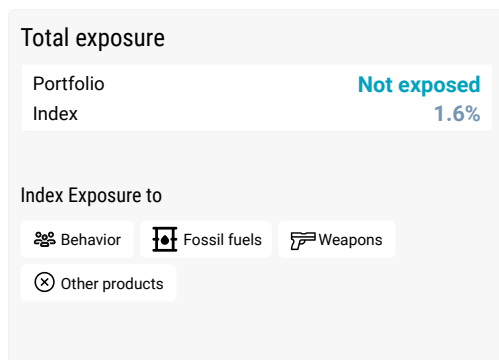 Total exposure
Portfolio Not exposed
Index 1.6%
Index Exposure to
Behavior Fossil fuels Weapons
Other products